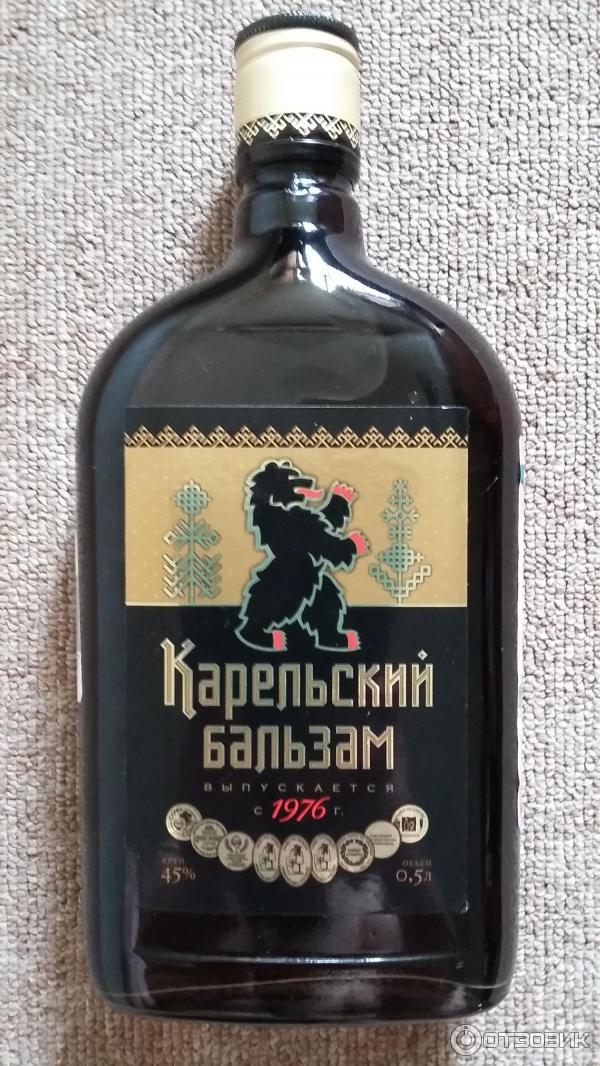 Карельский
бальзам
ВЫПУСКАЕТСЯ
с 1976 г.
КРЕП. ОБЪЕМ
45% 0,5л
ОТЗОВИК